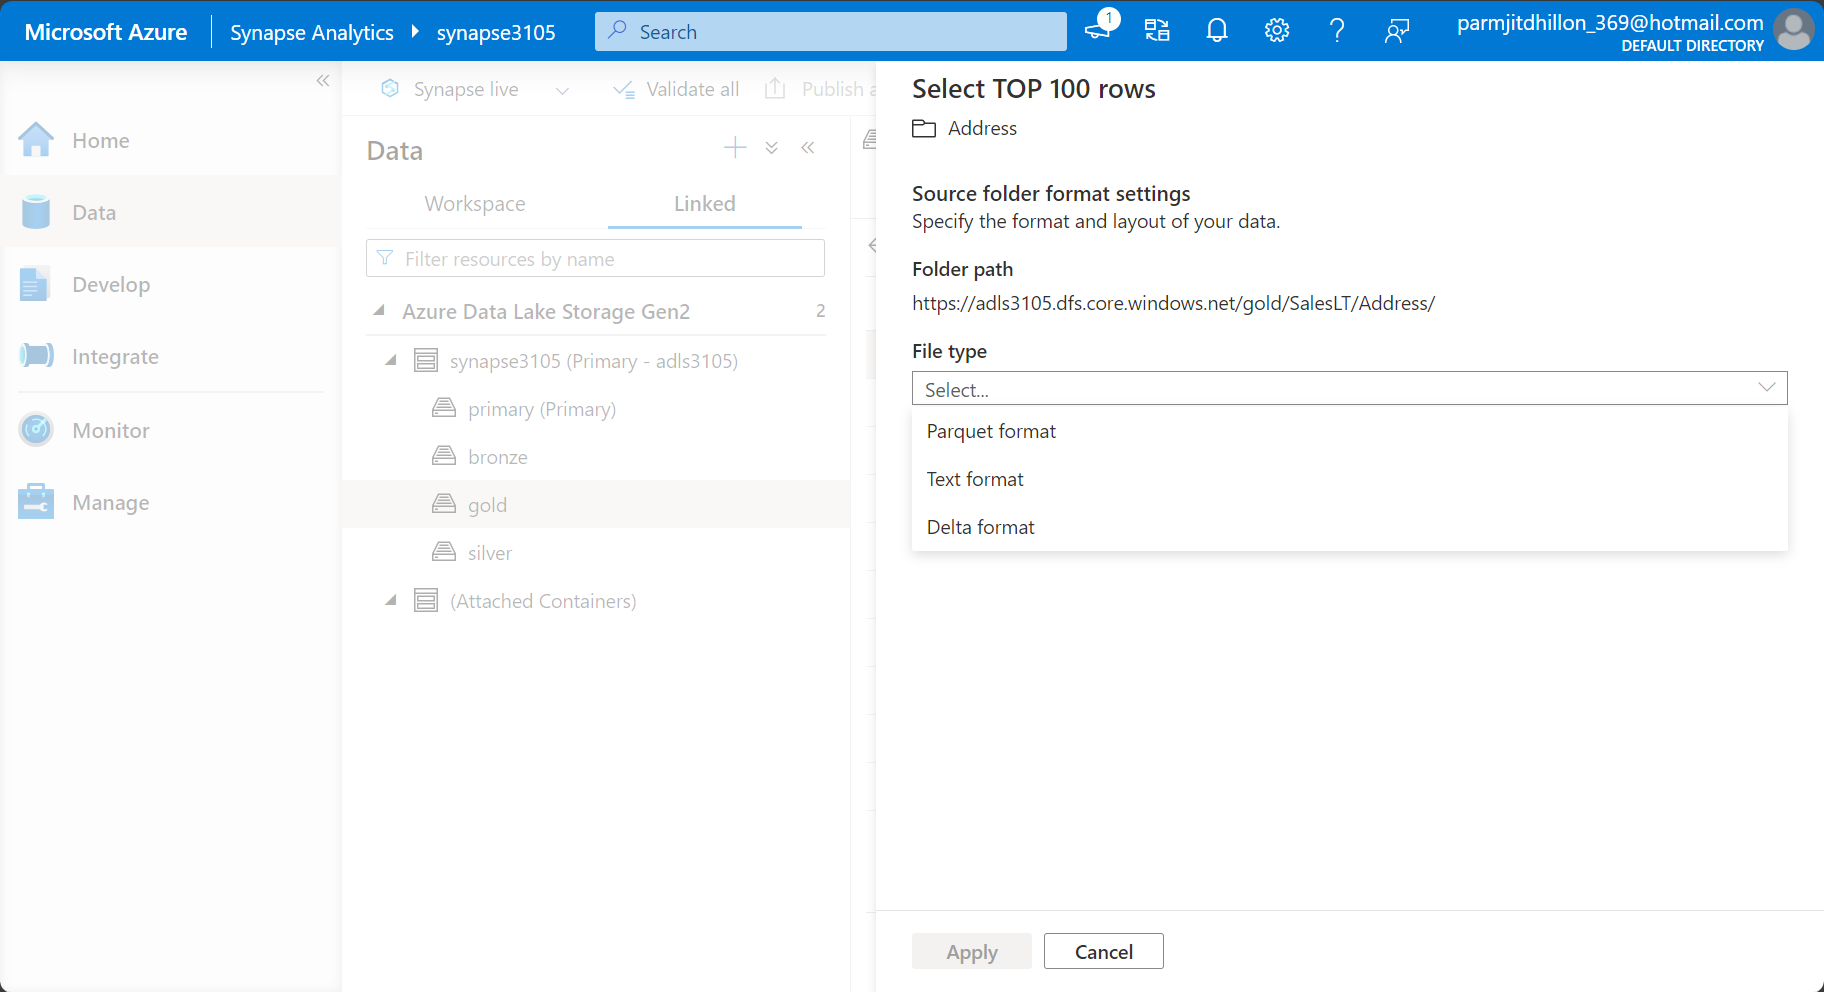 Microsoft Azure
Synapse Analytics
synapse3105
Search
1
parmjitdhillon_369@hotmail.com
DEFAULT DIRECTORY
Home
Data
Develop
Integrate
Monitor
Manage
Synapse live
Validate all
Publish a
Data
Workspace
Linked
Filter resources by name
Azure Data Lake Storage Gen2
2
synapse3105 (Primary - adls3105)
primary (Primary)
bronze
gold
silver
(Attached Containers)
Select TOP 100 rows
Address
Source folder format settings
Specify the format and layout of your data.
Folder path
https://adls3105.dfs.core.windows.net/gold/SalesLT/Address/
File type
Select...
Parquet format
Text format
Delta format
Apply
Cancel